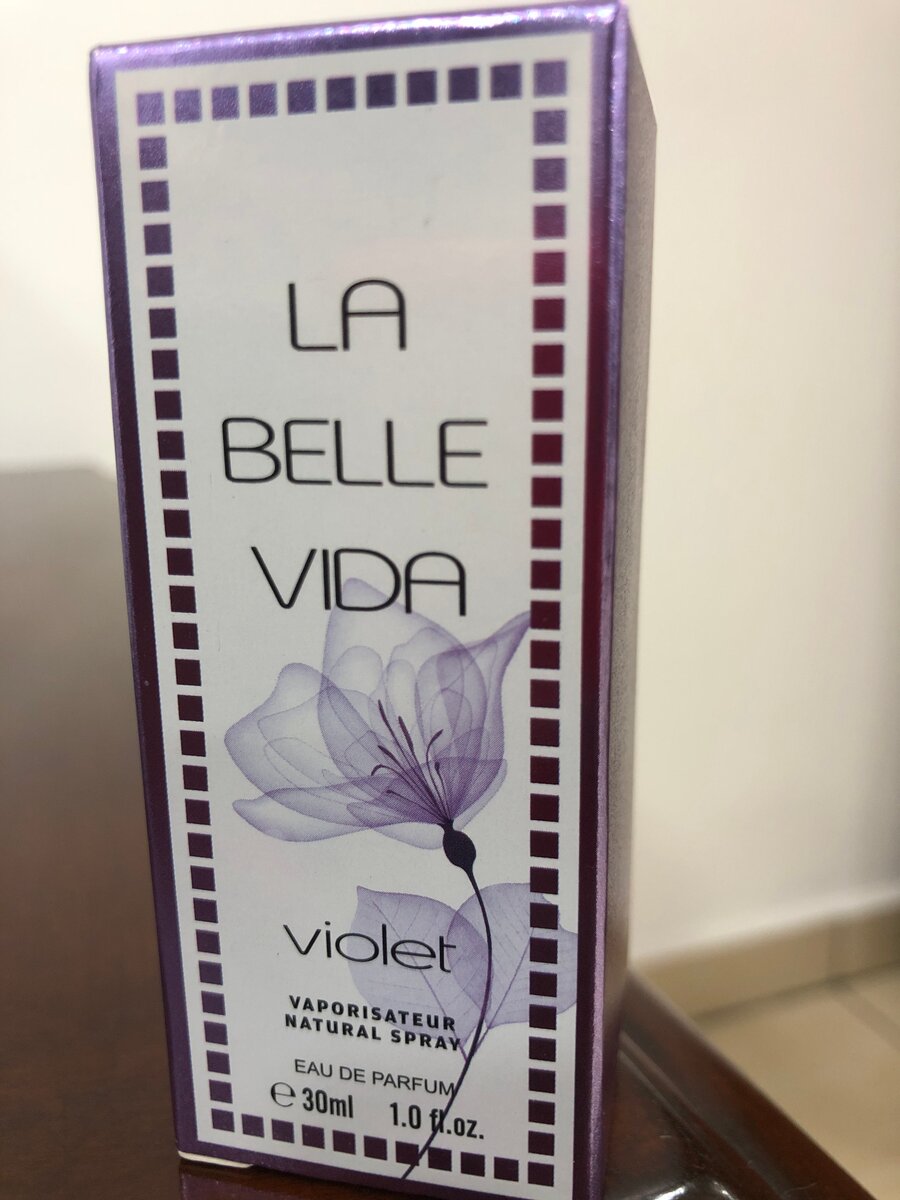 LA
BELLE
VIDA
violet
VAPORISATEUR
NATURAL SPRAY
EAU DE PARFUM
℮ 30ml 1.0 fl.oz.